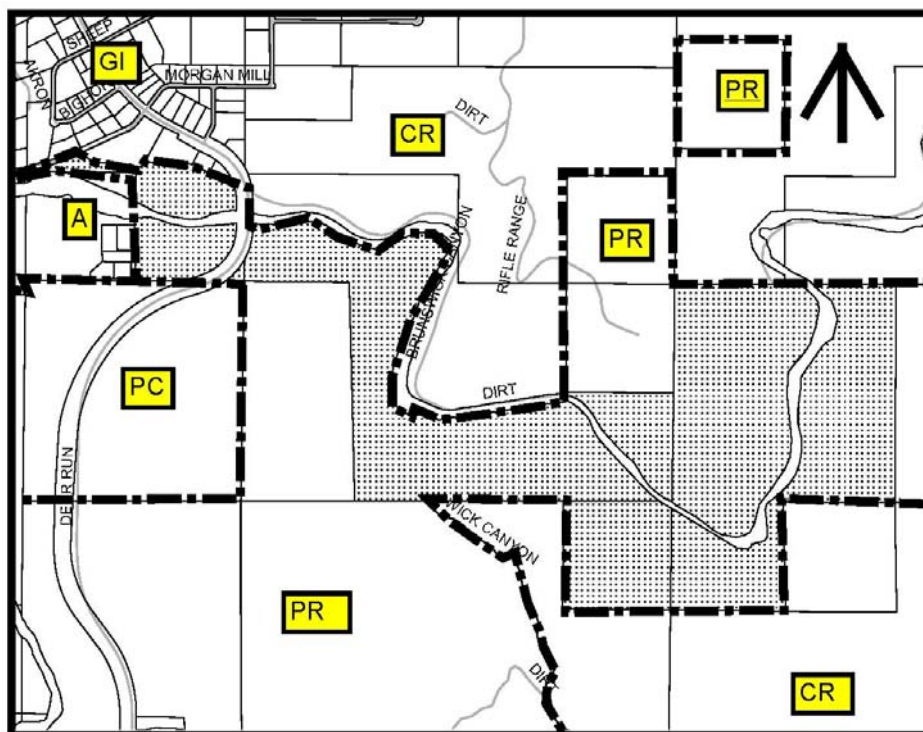 SHEEP
GI
AKRON
BIGHORN
MORGAN MILL
PR
DIRT
CR
A
PR
RIFLE RANGE
BRUNSWICK CANYON
PC
DIRT
DEER RUN
WICK CANYON
PR
DIRT
CR